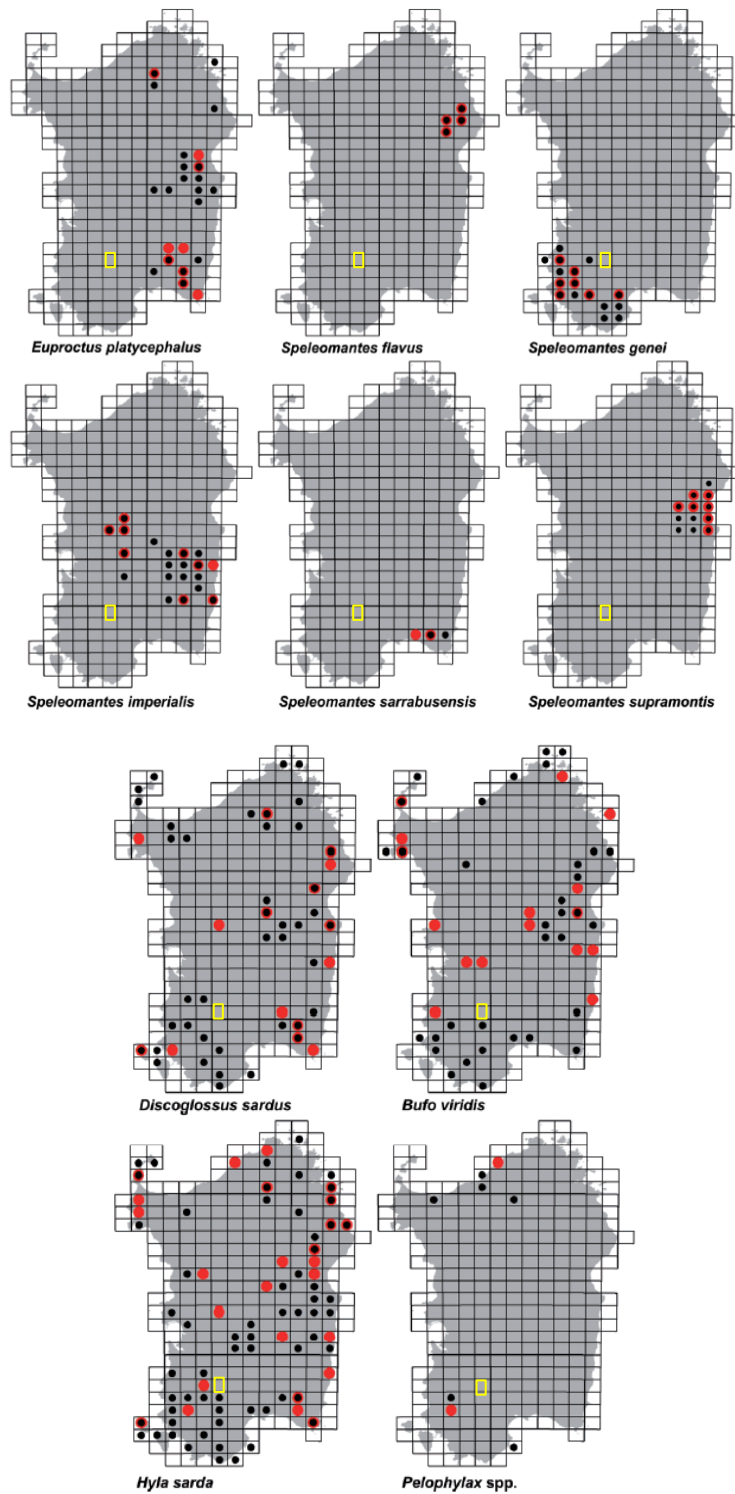 Euproctus platycephalus Speleomantes flavus Speleomantes genei
Speleomantes imperialis Speleomantes sarrabusensis Speleomantes supramontis
Discoglossus sardus Bufo viridis
Hyla sarda Pelophylax spp.